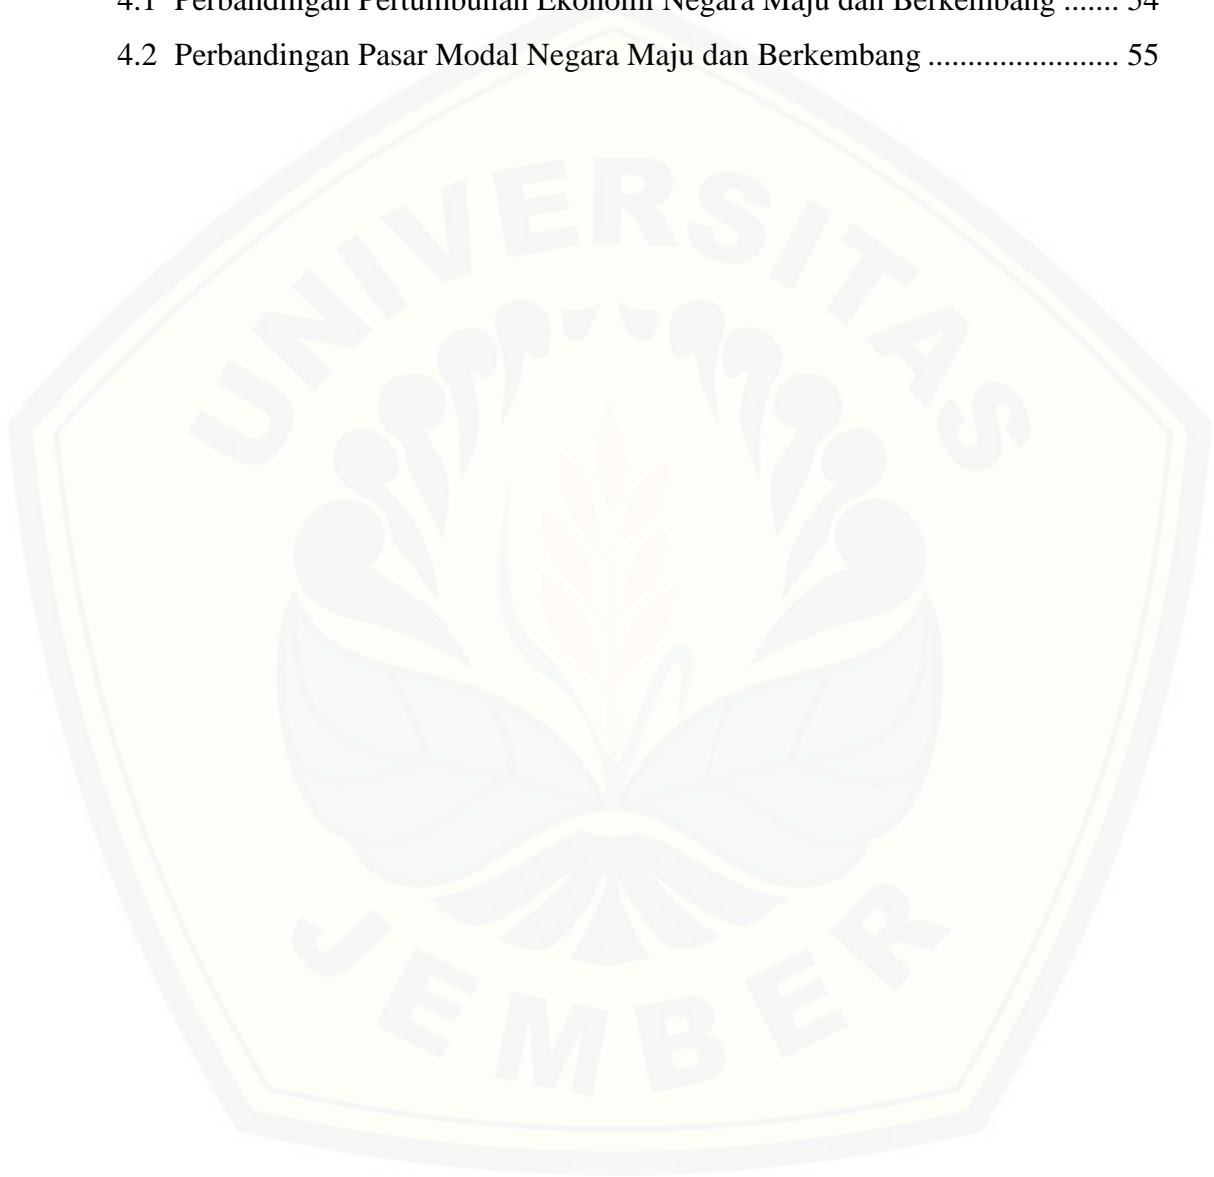 4.1 Perbandingan Pertumbuhan Ekonomi Negara Maju dan Berkembang ....... 54
4.2 Perbandingan Pasar Modal Negara Maju dan Berkembang ........................ 55
UNIVERSITAS
JEMBER